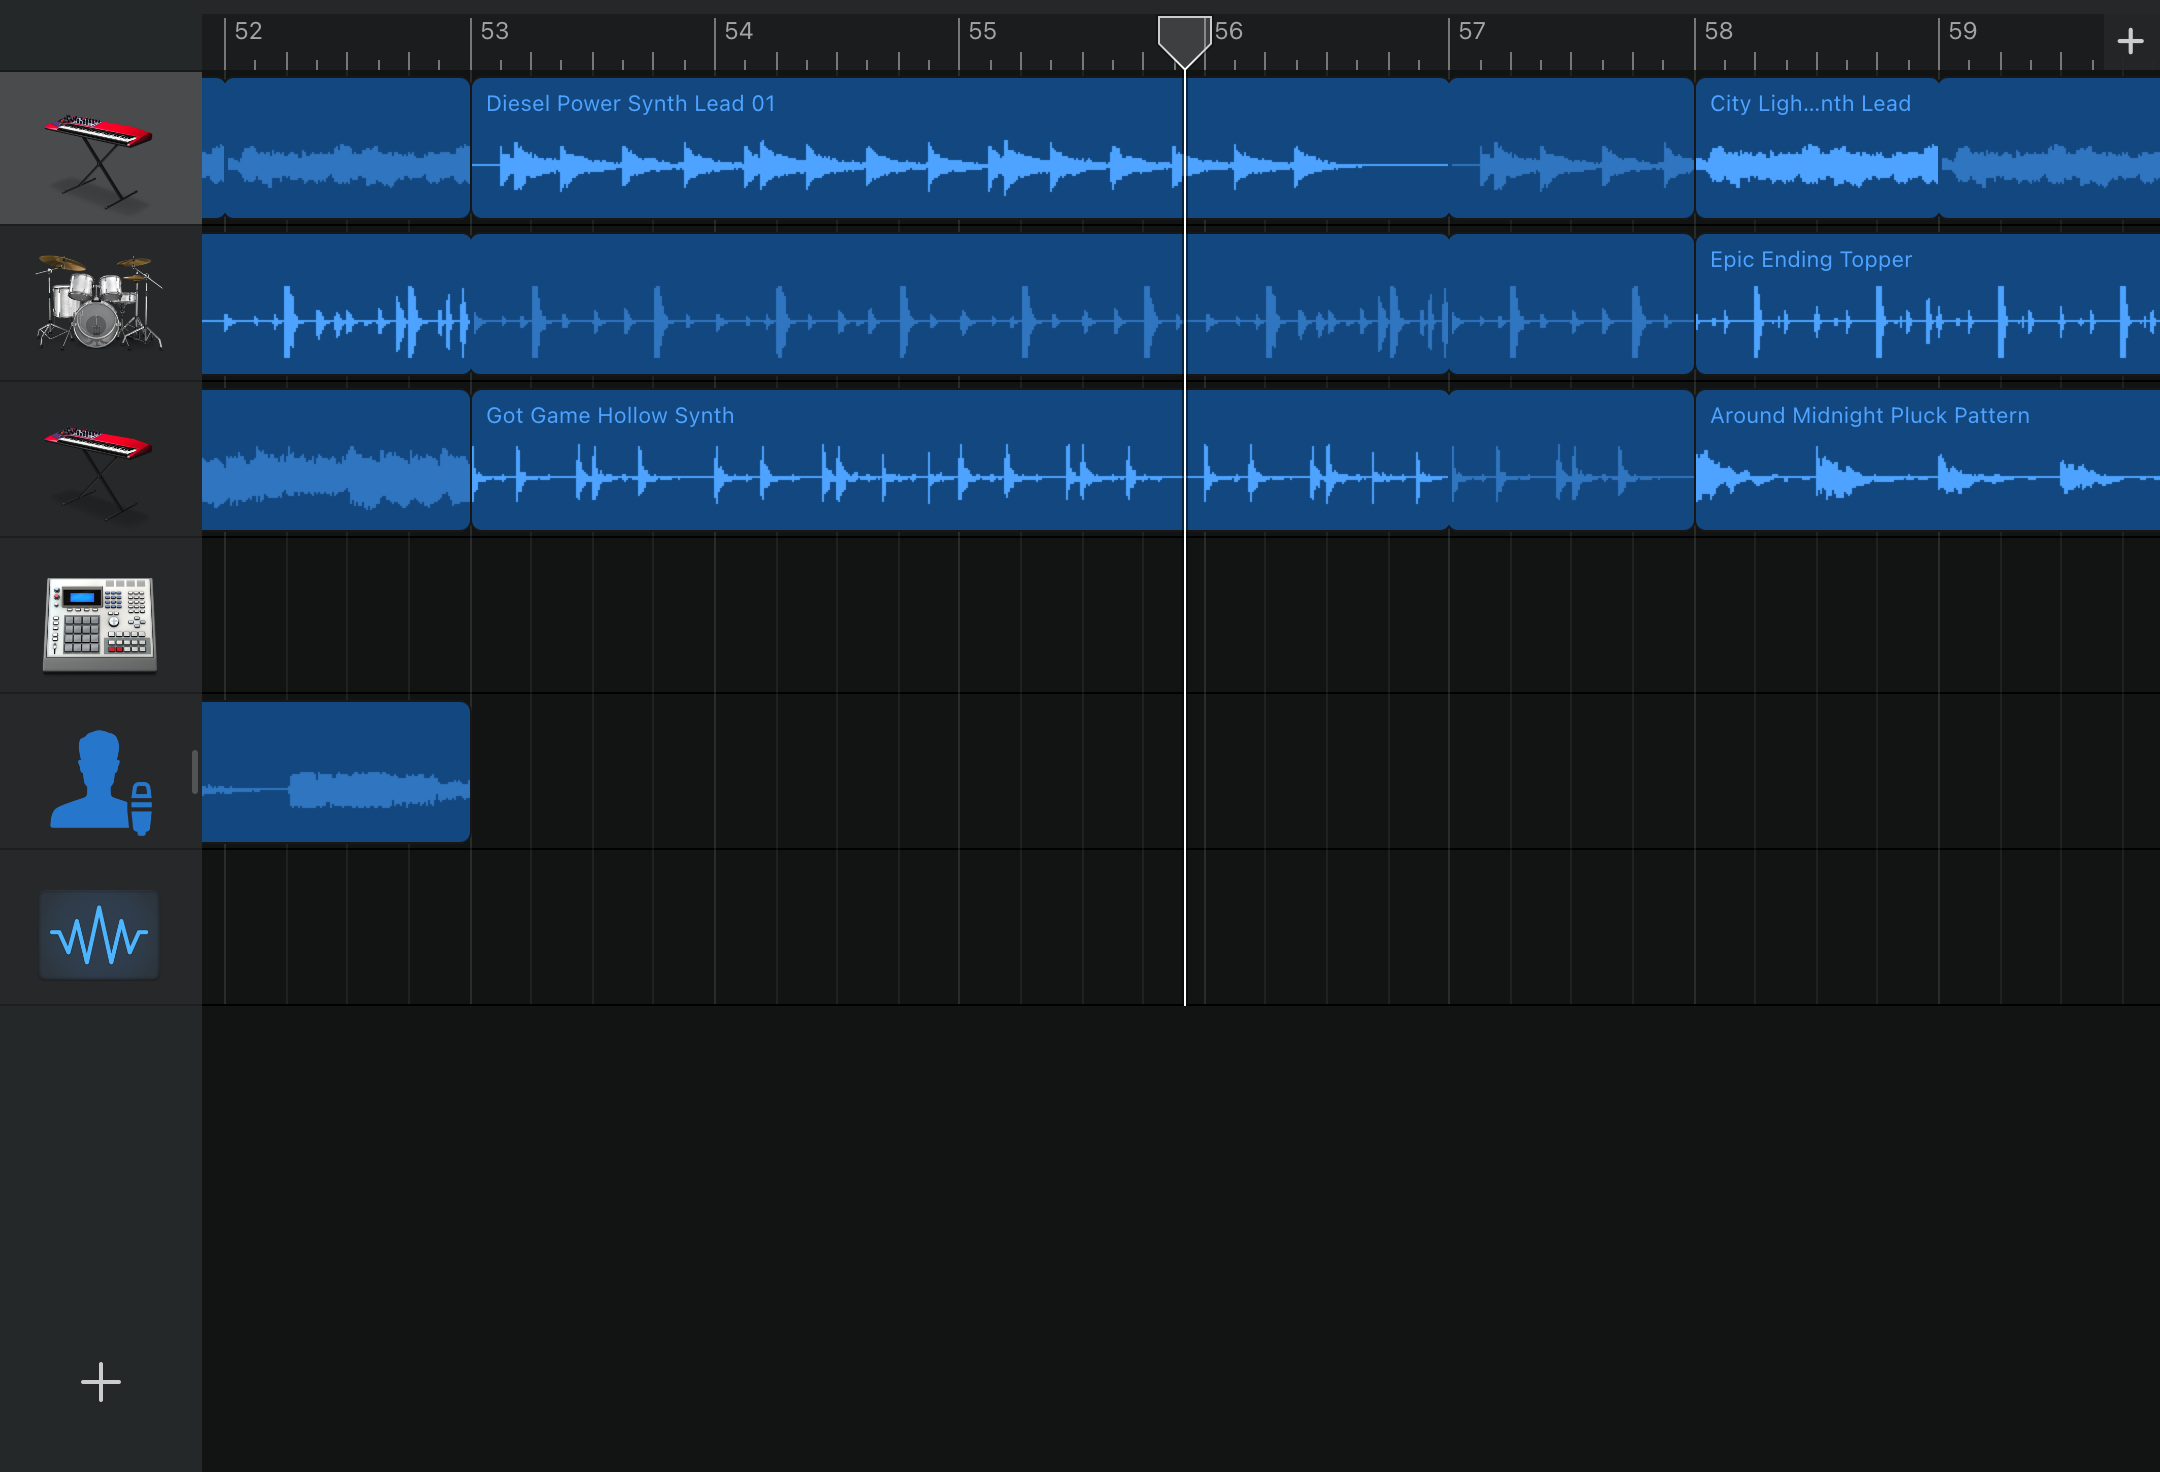 52 53 54 55 56 57 58 59
Diesel Power Synth Lead 01
City Ligh...nth Lead
Epic Ending Topper
Got Game Hollow Synth
Around Midnight Pluck Pattern